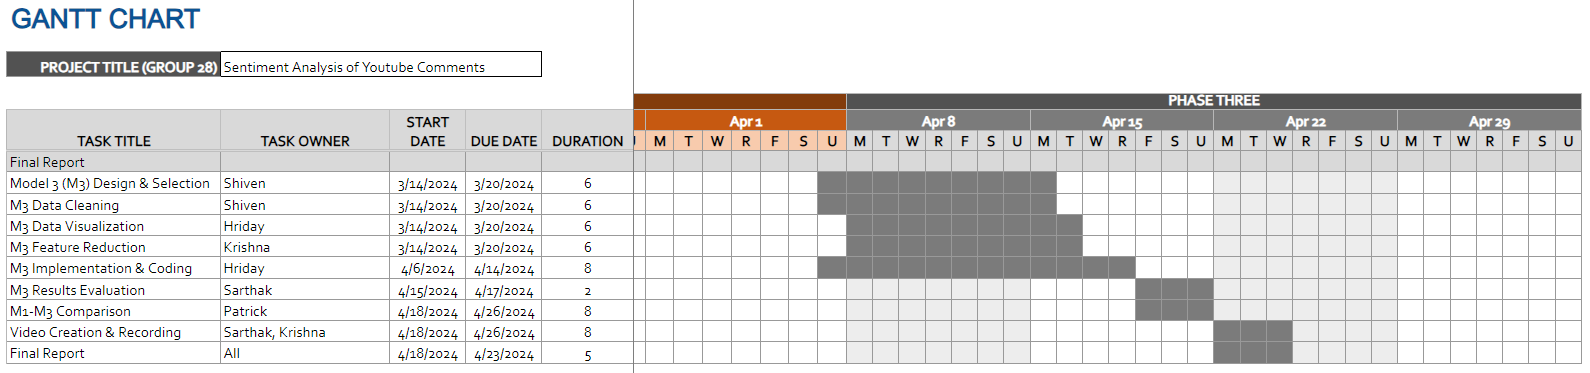 GANTT CHART
PROJECT TITLE (GROUP 28) Sentiment Analysis of Youtube Comments
PHASE THREE
Apr 1 Apr 8 Apr 15 Apr 22 Apr 29
TASK TITLE TASK OWNER START DATE DUE DATE DURATION M T W R F S U M T W R F S U M T W R F S U M T W R F S U M T W R F S U
Final Report
Model 3 (M3) Design & Selection Shiven 3/14/2024 3/20/2024 6
M3 Data Cleaning Shiven 3/14/2024 3/20/2024 6
M3 Data Visualization Hriday 3/14/2024 3/20/2024 6
M3 Feature Reduction Krishna 3/14/2024 3/20/2024 6
M3 Implementation & Coding Hriday 4/6/2024 4/14/2024 8
M3 Results Evaluation Sarthak 4/15/2024 4/17/2024 2
M1-M3 Comparison Patrick 4/18/2024 4/26/2024 8
Video Creation & Recording Sarthak, Krishna 4/18/2024 4/26/2024 8
Final Report All 4/18/2024 4/23/2024 5